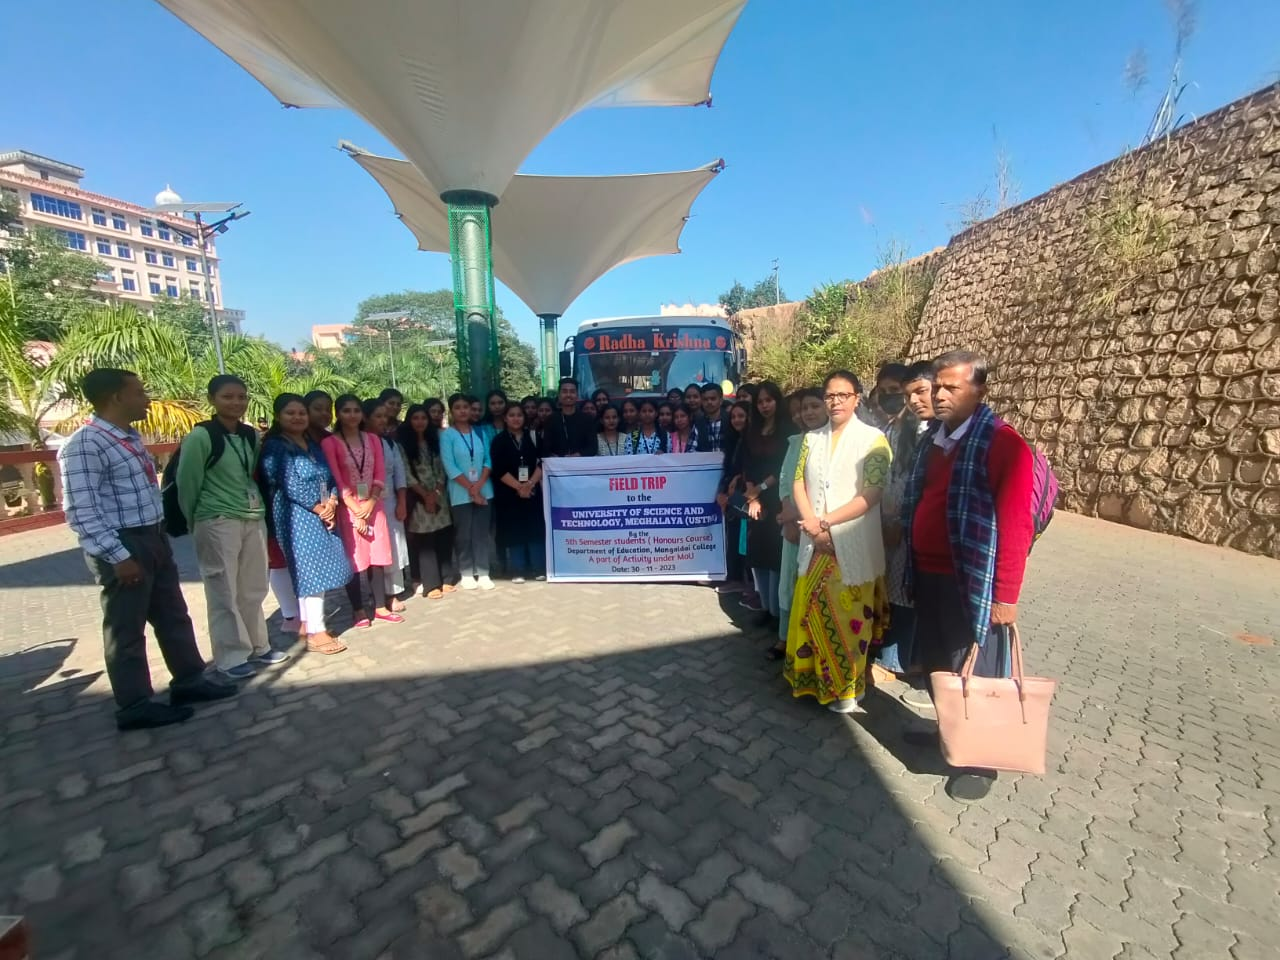 Radha Krishna
FIELD TRIP
to the
UNIVERSITY OF SCIENCE AND
TECHNOLOGY, MEGHALAYA (USTM)
By the
5th Semester students ( Honours Course)
Department of Education, Mangaldai College
A part of Activity under MoU
Date: 30 - 11 - 2023